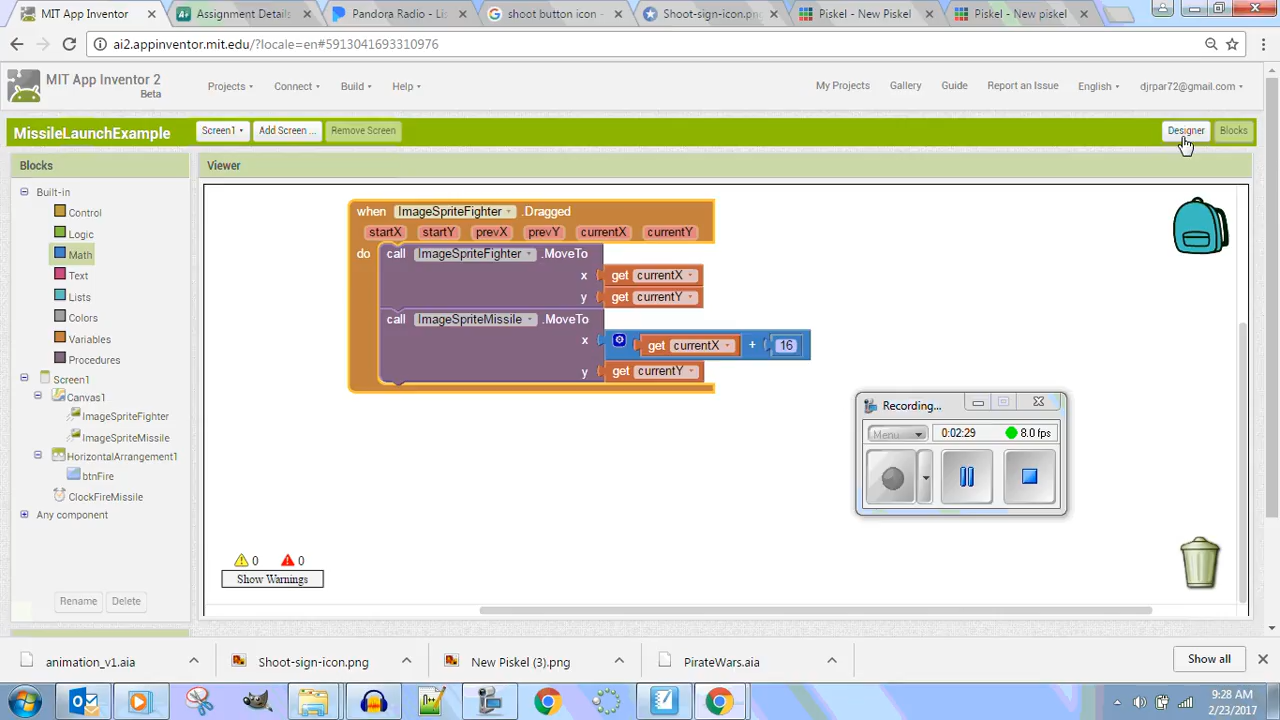 MIT App Inventor 2
Assignment Details
Pandora Radio - Lis
shoot button icon -
Shoot-sign-icon.png
Piskel - New Piskel
Piskel - New piskel
ai2.appinventor.mit.edu/?locale=en#5913041693310976
MIT App Inventor 2
Beta
Projects
Connect
Build
Help
My Projects
Gallery
Guide
Report an Issue
English
djrpar72@gmail.com
MissileLaunchExample
Screen1
Add Screen ...
Remove Screen
Designer
Blocks
Blocks
Viewer
Built-in
Control
Logic
Math
Text
Lists
Colors
Variables
Procedures
Screen1
Canvas1
ImageSpriteFighter
ImageSpriteMissile
HorizontalArrangement1
btnFire
ClockFireMissile
Any component
Rename
Delete
when ImageSpriteFighter .Dragged
startX startY prevX prevY currentX currentY
do call ImageSpriteFighter .MoveTo
x get currentX
y get currentY
call ImageSpriteMissile .MoveTo
x get currentX + 16
y get currentY
Recording...
Menu
0:02:29
8.0 fps
0 0
Show Warnings
animation_v1.aia
Shoot-sign-icon.png
New Piskel (3).png
PirateWars.aia
Show all
9:28 AM
2/23/2017